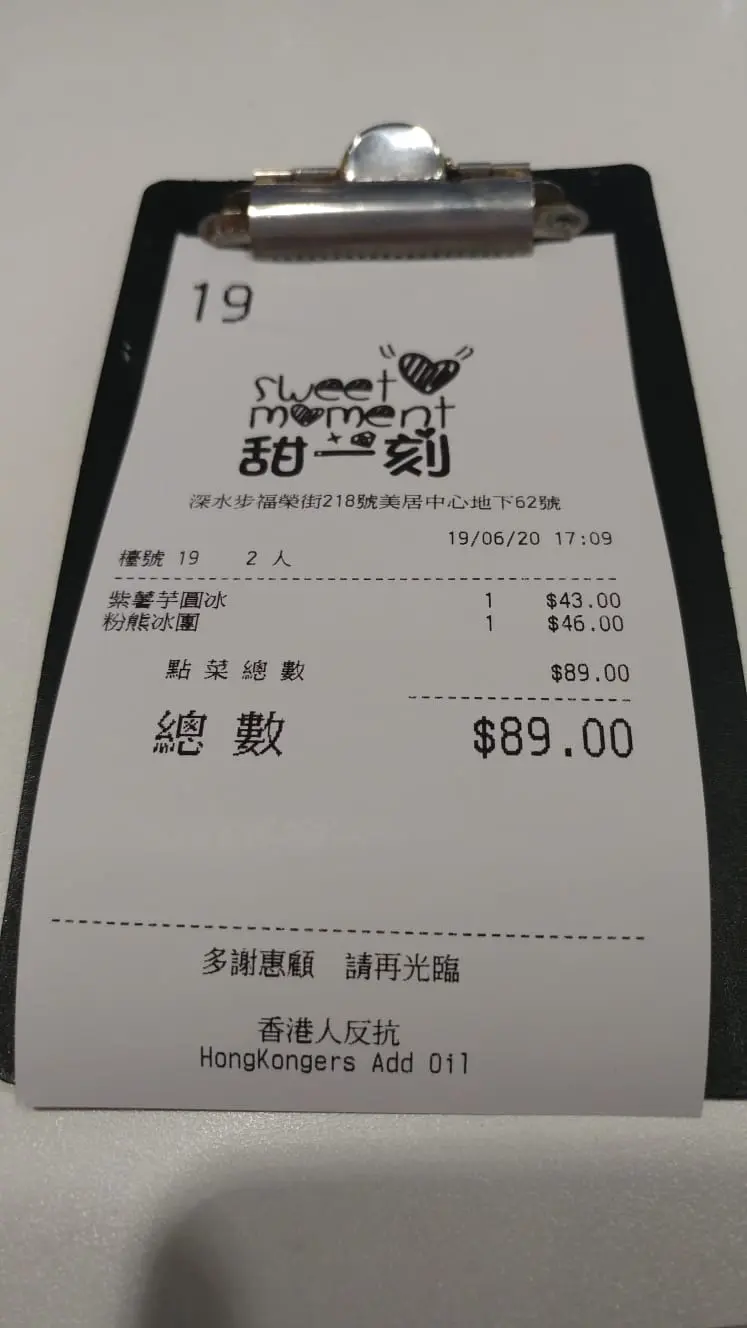 19
sweet
moment
甜一刻
深水步福榮街218號美居中心地下62號
19/06/20 17:09
檯號 19 2 人
紫薯芋圓冰 1 $43.00
粉熊冰團 1 $46.00
點菜總數 $89.00
總數 $89.00
多謝惠顧 請再光臨
香港人反抗
HongKongers Add Oil